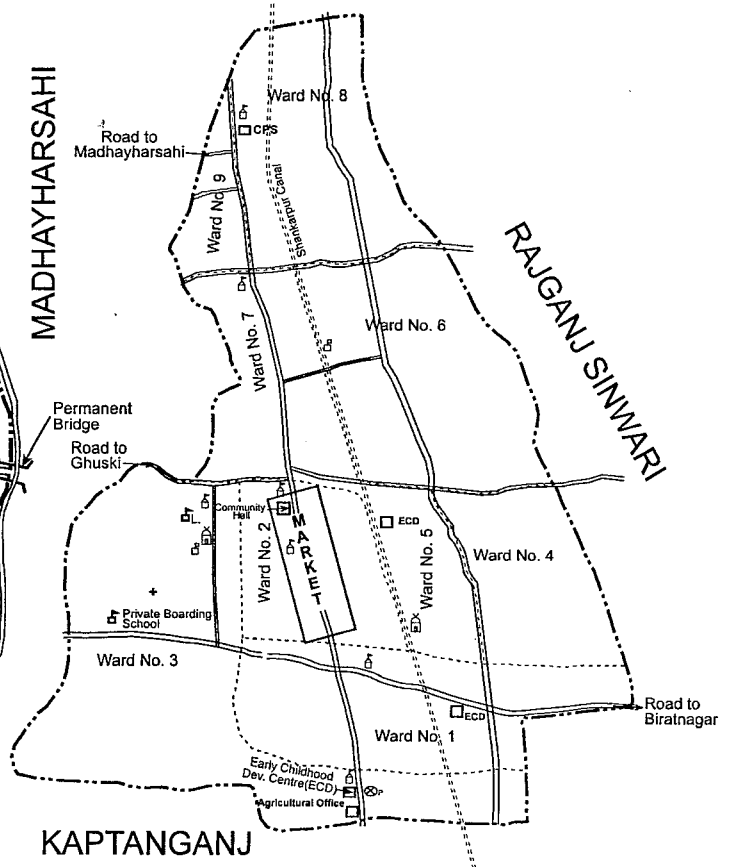 Ward No. 8
CPS
Road to
Madhayharsahi
MADHAYHARSAHI
Ward No. 9
Shankarpur Canal
RAJGANJ SINWARI
Ward No. 6
Ward No. 7
Permanent
Bridge
Road to
Ghuski
Community
Hall
MARKET
Ward No. 2
ECD
Ward No. 5
Ward No. 4
Private Boarding
School
Ward No. 3
Road to
Biratnagar
ECD
Ward No. 1
Early Childhood
Dev. Centre(ECD)
P
Agricultural Office
KAPTANGANJ